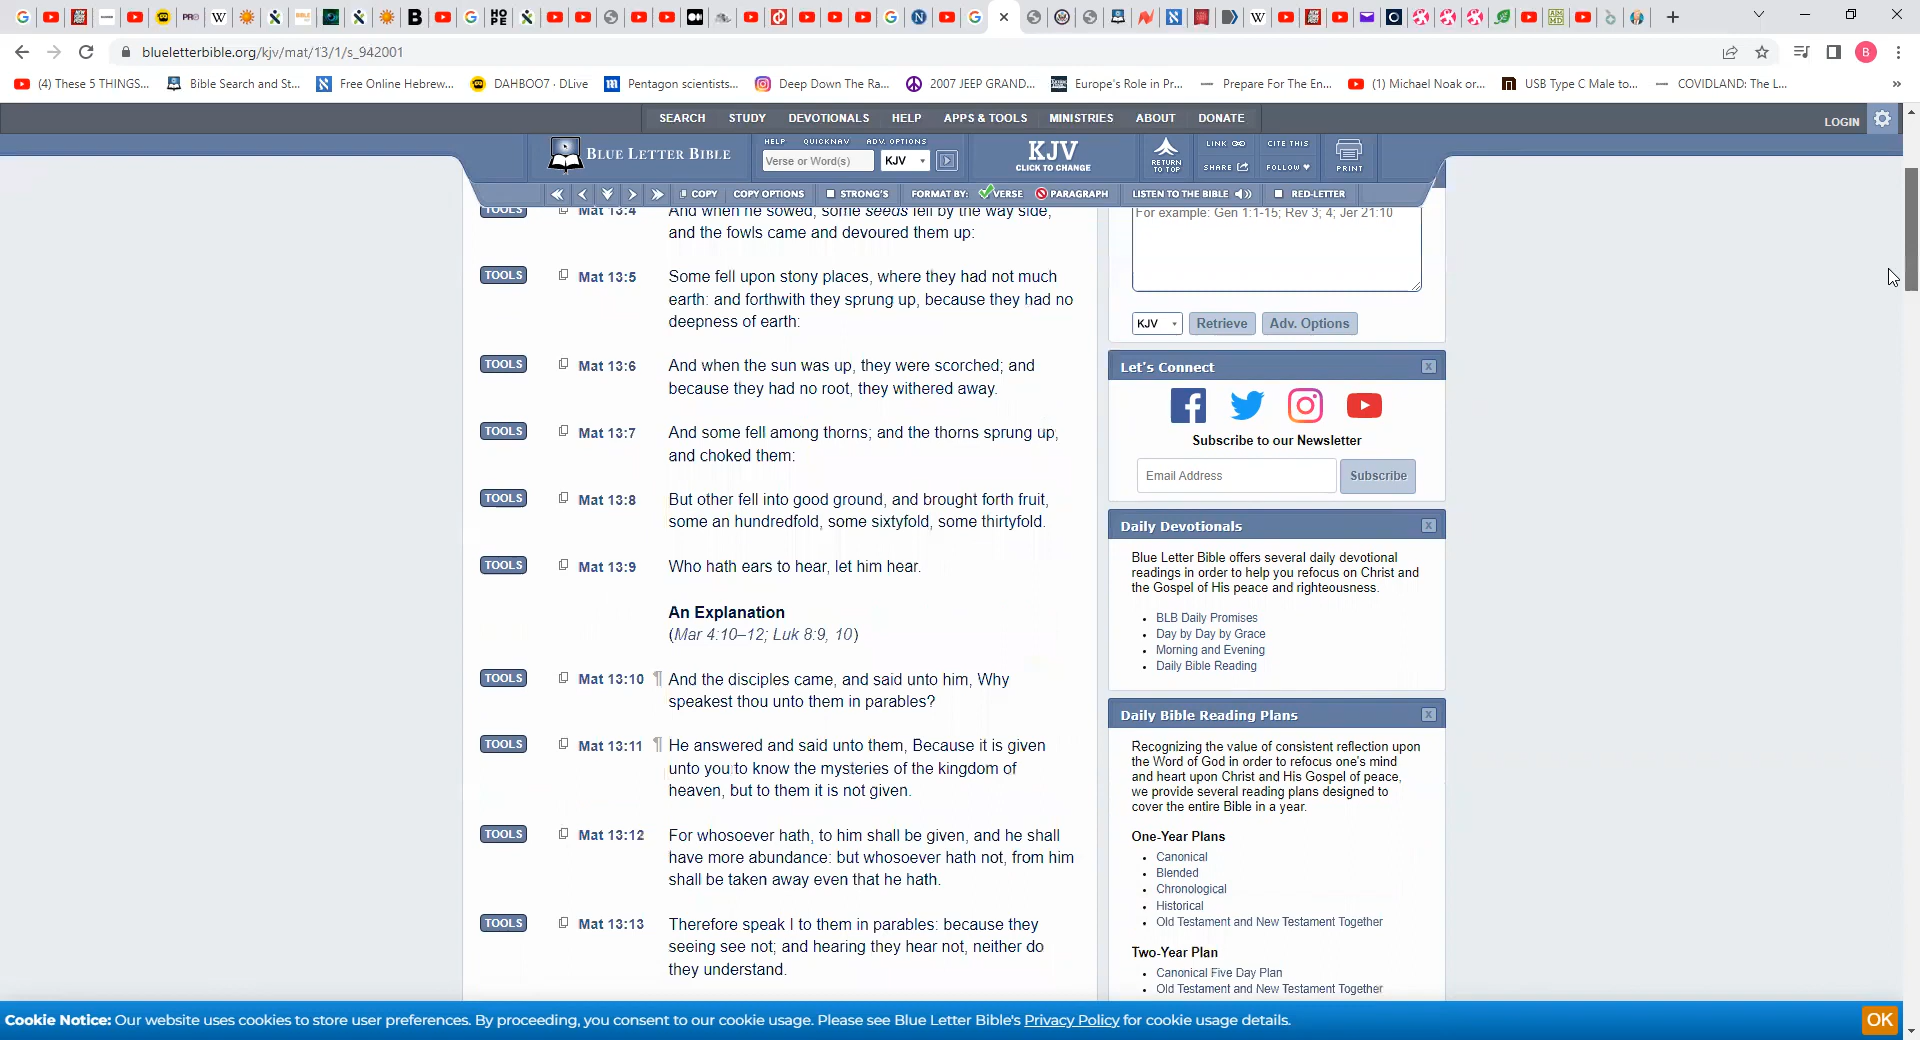 blueletterbible.org/kjv/mat/13/1/s_942001
B
(4) These 5 THINGS... Bible Search and St... Free Online Hebrew... DAHBOO7 · DLive Pentagon scientists... Deep Down The Ra... 2007 JEEP GRAND... Europe's Role in Pr... Prepare For The En... (1) Michael Noak or... USB Type C Male to... COVIDLAND: The L...
SEARCH STUDY DEVOTIONALS HELP APPS & TOOLS MINISTRIES ABOUT DONATE LOGIN
BLUE LETTER BIBLE
HELP QUICKNAV ADV. OPTIONS
Verse or Word(s) KJV
KJV
CLICK TO CHANGE
RETURN
TO TOP
LINK CITE THIS
SHARE FOLLOW PRINT
COPY COPY OPTIONS STRONG'S FORMAT BY: VERSE PARAGRAPH LISTEN TO THE BIBLE RED-LETTER
TOOLS Mat 13:4 And when he sowed, some seeds fell by the way side,
and the fowls came and devoured them up:
TOOLS Mat 13:5 Some fell upon stony places, where they had not much
earth: and forthwith they sprung up, because they had no
deepness of earth:
TOOLS Mat 13:6 And when the sun was up, they were scorched; and
because they had no root, they withered away.
TOOLS Mat 13:7 And some fell among thorns; and the thorns sprung up,
and choked them:
TOOLS Mat 13:8 But other fell into good ground, and brought forth fruit,
some an hundredfold, some sixtyfold, some thirtyfold.
TOOLS Mat 13:9 Who hath ears to hear, let him hear.
An Explanation
(Mar 4:10–12; Luk 8:9, 10)
TOOLS Mat 13:10 ¶ And the disciples came, and said unto him, Why
speakest thou unto them in parables?
TOOLS Mat 13:11 ¶ He answered and said unto them, Because it is given
unto you to know the mysteries of the kingdom of
heaven, but to them it is not given.
TOOLS Mat 13:12 For whosoever hath, to him shall be given, and he shall
have more abundance: but whosoever hath not, from him
shall be taken away even that he hath.
TOOLS Mat 13:13 Therefore speak I to them in parables: because they
seeing see not; and hearing they hear not, neither do
they understand.
For example: Gen 1:1-15; Rev 3; 4; Jer 21:10
KJV Retrieve Adv. Options
Let's Connect x
Subscribe to our Newsletter
Email Address Subscribe
Daily Devotionals x
Blue Letter Bible offers several daily devotional
readings in order to help you refocus on Christ and
the Gospel of His peace and righteousness.
• BLB Daily Promises
• Day by Day by Grace
• Morning and Evening
• Daily Bible Reading
Daily Bible Reading Plans x
Recognizing the value of consistent reflection upon
the Word of God in order to refocus one's mind
and heart upon Christ and His Gospel of peace,
we provide several reading plans designed to
cover the entire Bible in a year.
One-Year Plans
• Canonical
• Blended
• Chronological
• Historical
• Old Testament and New Testament Together
Two-Year Plan
• Canonical Five Day Plan
• Old Testament and New Testament Together
Cookie Notice: Our website uses cookies to store user preferences. By proceeding, you consent to our cookie usage. Please see Blue Letter Bible's Privacy Policy for cookie usage details. OK